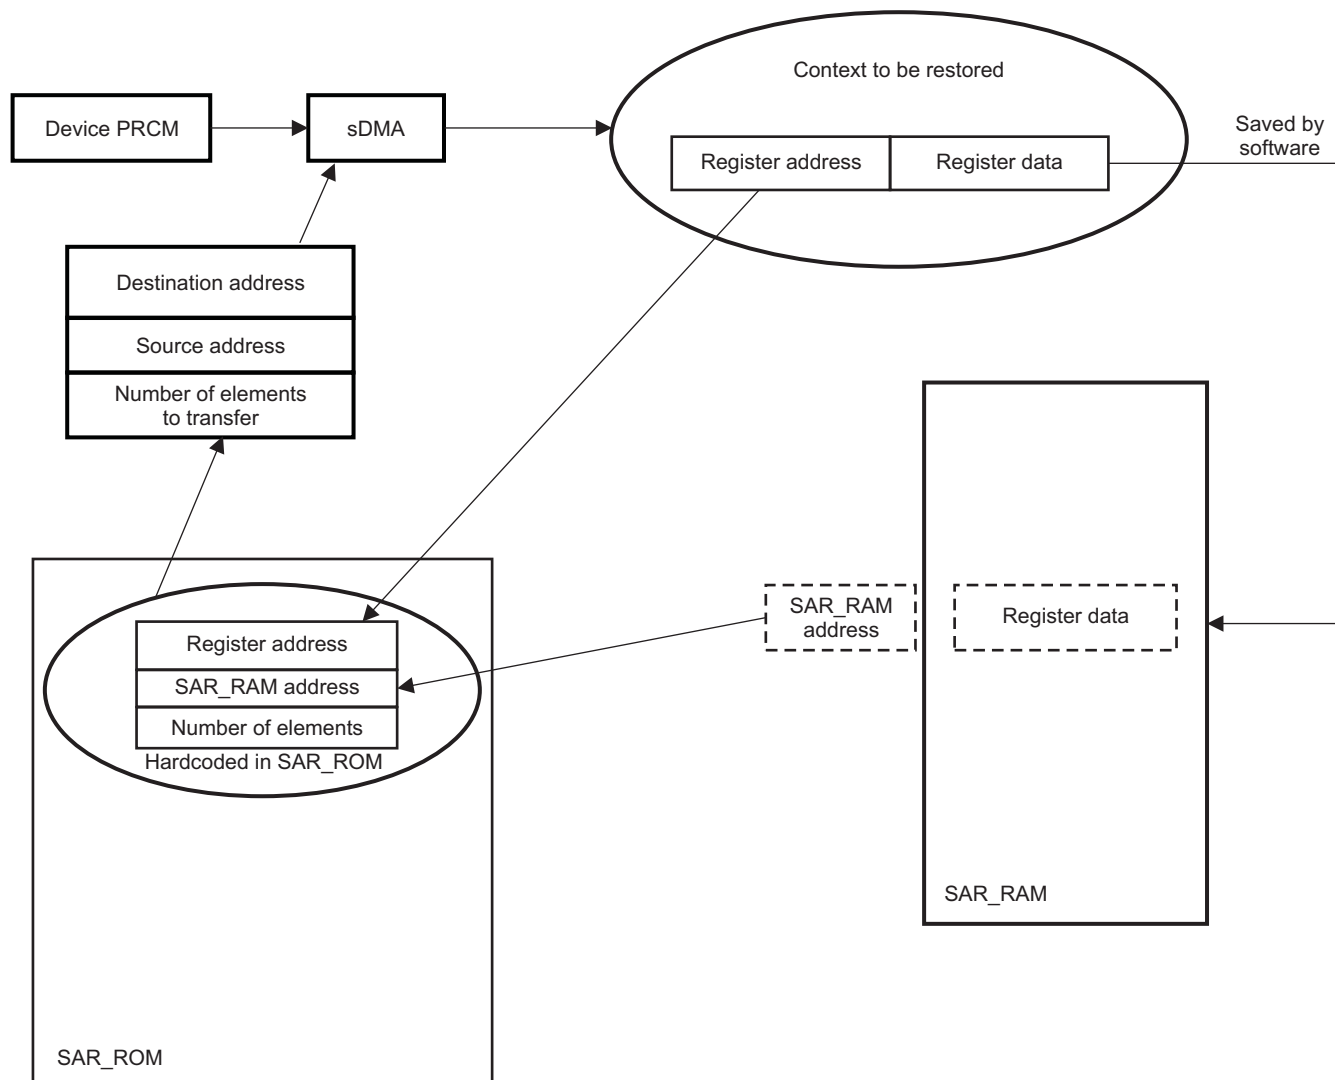 Context to be restored
Device PRCM
sDMA
Saved by
software
Register address
Register data
Destination address
Source address
Number of elements
to transfer
SAR_RAM
address
Register data
Register address
SAR_RAM address
Number of elements
Hardcoded in SAR_ROM
SAR_RAM
SAR_ROM